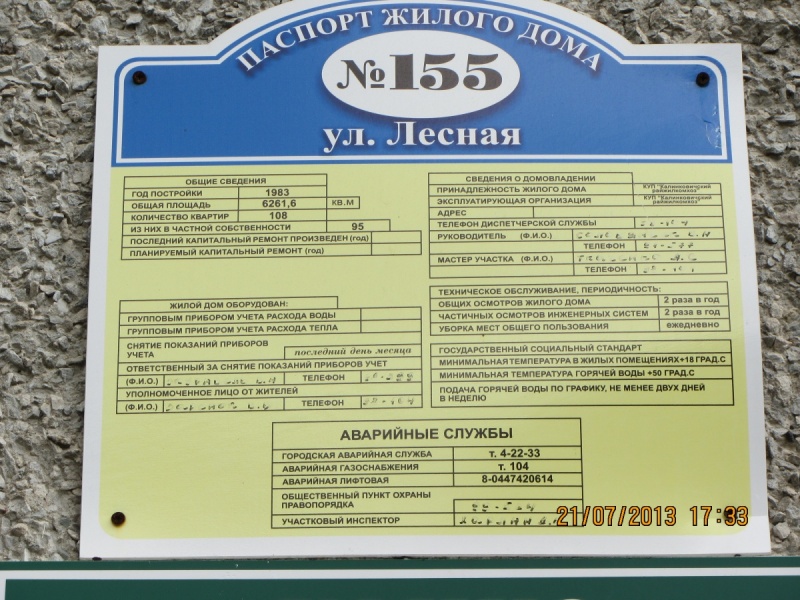 ПАСПОРТ ЖИЛОГО ДОМА
№155
ул. Лесная
ОБЩИЕ СВЕДЕНИЯ
ГОД ПОСТРОЙКИ 1983
ОБЩАЯ ПЛОЩАДЬ 6261,6 КВ.М
КОЛИЧЕСТВО КВАРТИР 108
ИЗ НИХ В ЧАСТНОЙ СОБСТВЕННОСТИ 95
ПОСЛЕДНИЙ КАПИТАЛЬНЫЙ РЕМОНТ ПРОИЗВЕДЕН (год)
ПЛАНИРУЕМЫЙ КАПИТАЛЬНЫЙ РЕМОНТ (год)
ЖИЛОЙ ДОМ ОБОРУДОВАН:
ГРУППОВЫМ ПРИБОРОМ УЧЕТА РАСХОДА ВОДЫ
ГРУППОВЫМ ПРИБОРОМ УЧЕТА РАСХОДА ТЕПЛА
СНЯТИЕ ПОКАЗАНИЙ ПРИБОРОВ
УЧЕТА последний день месяца
ОТВЕТСТВЕННЫЙ ЗА СНЯТИЕ ПОКАЗАНИЙ ПРИБОРОВ УЧЕТ
(Ф.И.О.) ТЕЛЕФОН
УПОЛНОМОЧЕННОЕ ЛИЦО ОТ ЖИТЕЛЕЙ
(Ф.И.О.) ТЕЛЕФОН
СВЕДЕНИЯ О ДОМОВЛАДЕНИИ
ПРИНАДЛЕЖНОСТЬ ЖИЛОГО ДОМА КУП "Калинковичский райжилкомхоз"
ЭКСПЛУАТИРУЮЩАЯ ОРГАНИЗАЦИЯ КУП "Калинковичский райжилкомхоз"
АДРЕС
ТЕЛЕФОН ДИСПЕТЧЕРСКОЙ СЛУЖБЫ
РУКОВОДИТЕЛЬ (Ф.И.О.)
ТЕЛЕФОН
МАСТЕР УЧАСТКА (Ф.И.О.)
ТЕЛЕФОН
ТЕХНИЧЕСКОЕ ОБСЛУЖИВАНИЕ, ПЕРИОДИЧНОСТЬ:
ОБЩИХ ОСМОТРОВ ЖИЛОГО ДОМА 2 раза в год
ЧАСТИЧНЫХ ОСМОТРОВ ИНЖЕНЕРНЫХ СИСТЕМ 2 раза в год
УБОРКА МЕСТ ОБЩЕГО ПОЛЬЗОВАНИЯ ежедневно
ГОСУДАРСТВЕННЫЙ СОЦИАЛЬНЫЙ СТАНДАРТ
МИНИМАЛЬНАЯ ТЕМПЕРАТУРА В ЖИЛЫХ ПОМЕЩЕНИЯХ+18 ГРАД.С
МИНИМАЛЬНАЯ ТЕМПЕРАТУРА ГОРЯЧЕЙ ВОДЫ +50 ГРАД.С
ПОДАЧА ГОРЯЧЕЙ ВОДЫ ПО ГРАФИКУ, НЕ МЕНЕЕ ДВУХ ДНЕЙ
В НЕДЕЛЮ
АВАРИЙНЫЕ СЛУЖБЫ
ГОРОДСКАЯ АВАРИЙНАЯ СЛУЖБА т. 4-22-33
АВАРИЙНАЯ ГАЗОСНАБЖЕНИЯ т. 104
АВАРИЙНАЯ ЛИФТОВАЯ 8-0447420614
ОБЩЕСТВЕННЫЙ ПУНКТ ОХРАНЫ
ПРАВОПОРЯДКА
УЧАСТКОВЫЙ ИНСПЕКТОР
21/07/2013 17:33